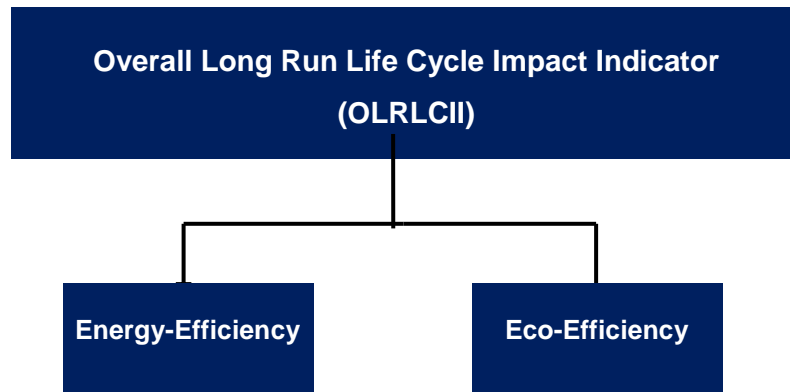 Overall Long Run Life Cycle Impact Indicator
(OLRLCII)
Energy-Efficiency
Eco-Efficiency